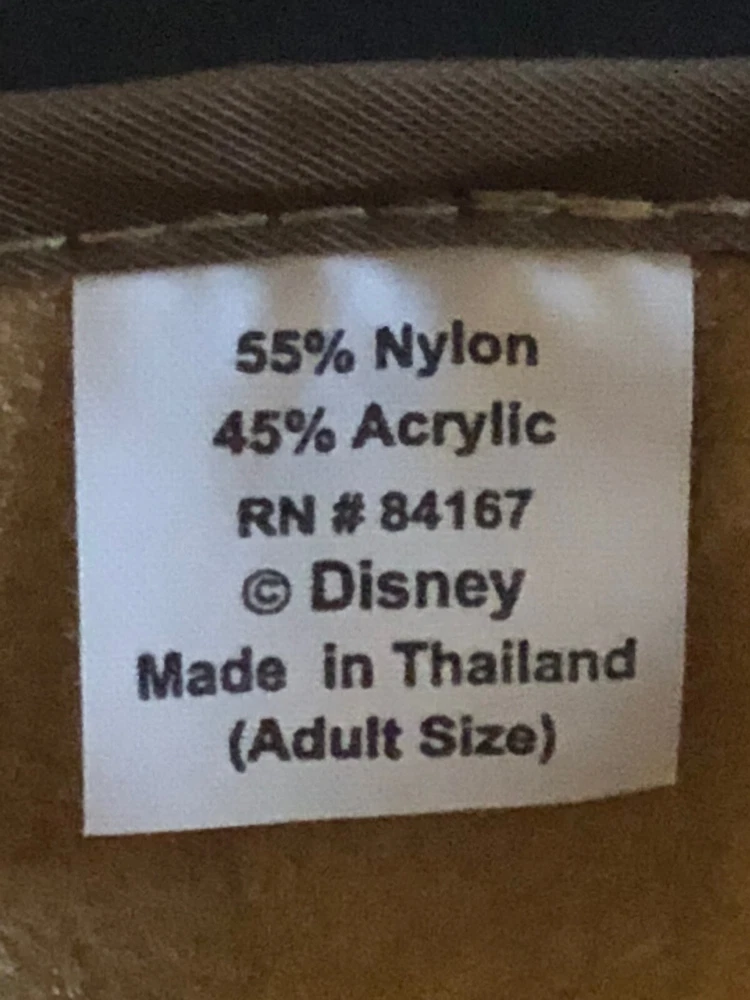 55% Nylon
45% Acrylic
RN # 84167
© Disney
Made in Thailand
(Adult Size)